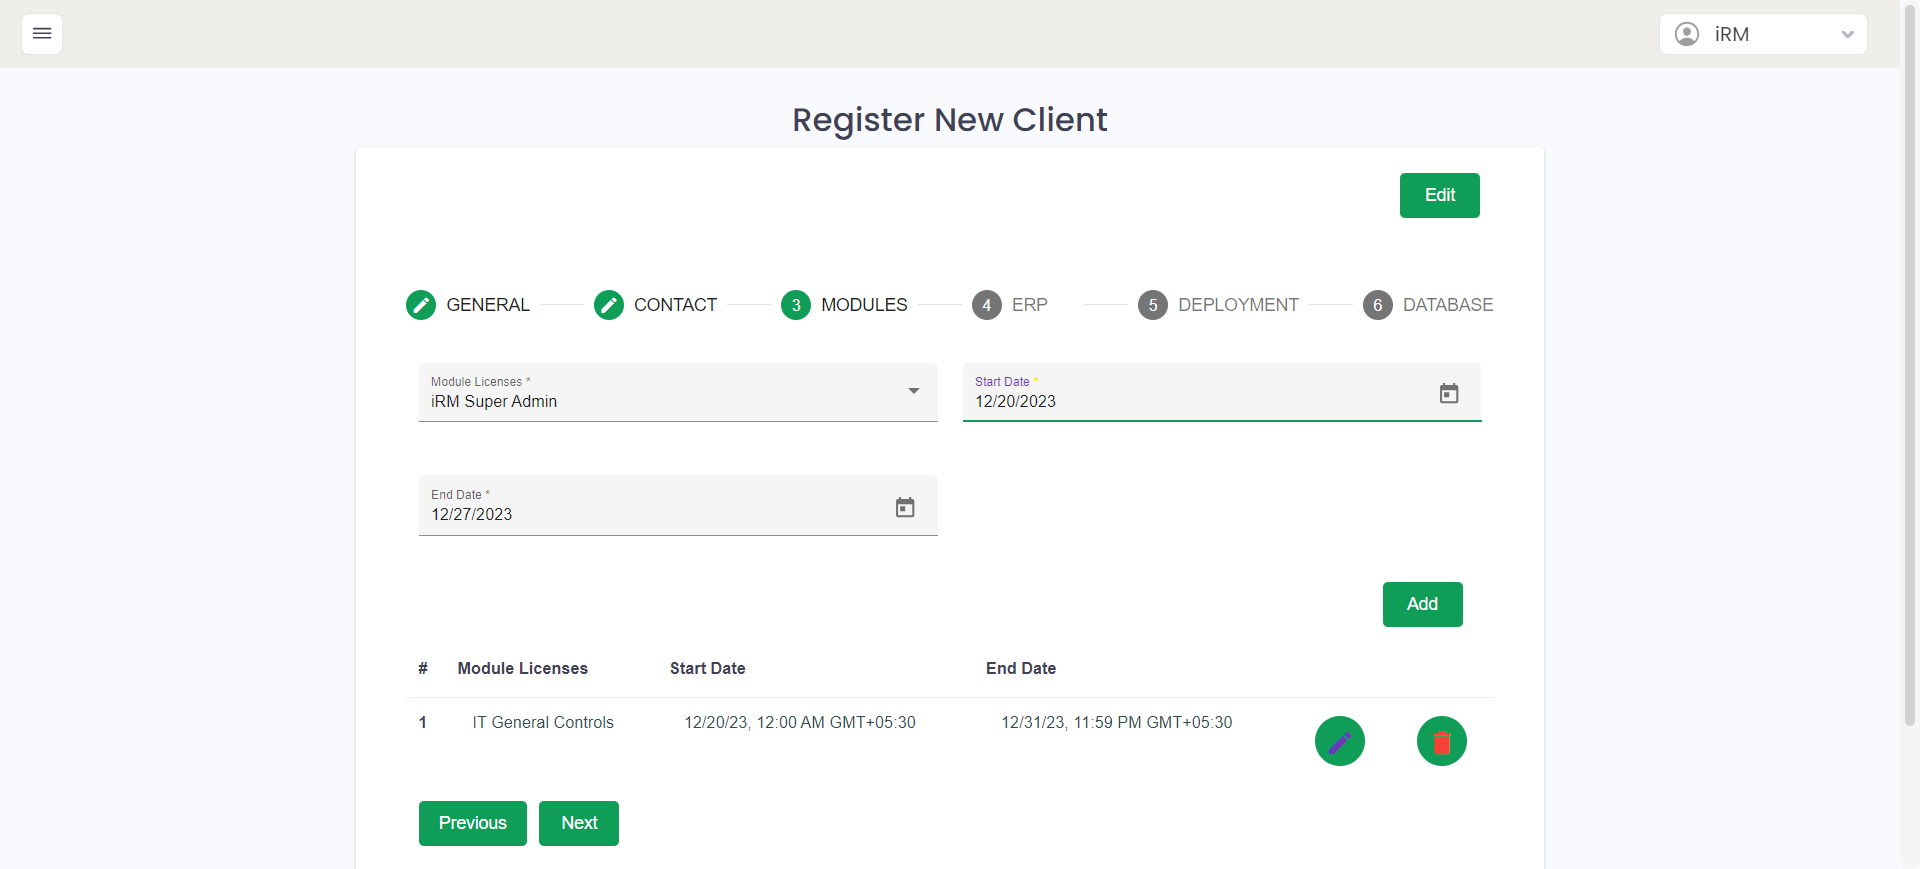 iRM
Register New Client
Edit
GENERAL
CONTACT
3 MODULES
4 ERP
5 DEPLOYMENT
6 DATABASE
Module Licenses *
iRM Super Admin
Start Date *
12/20/2023
End Date *
12/27/2023
Add
# Module Licenses Start Date End Date
1 IT General Controls 12/20/23, 12:00 AM GMT+05:30 12/31/23, 11:59 PM GMT+05:30
Previous Next